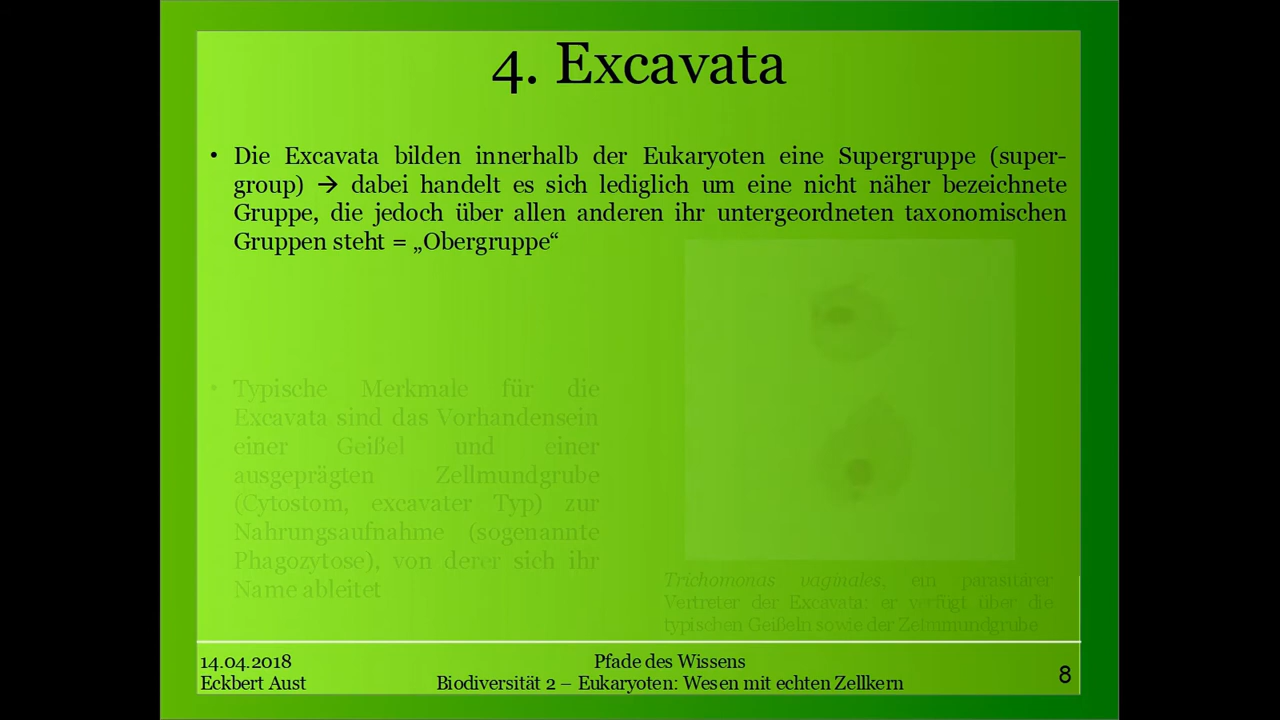 4. Excavata
• Die Excavata bilden innerhalb der Eukaryoten eine Supergruppe (super-
group) → dabei handelt es sich lediglich um eine nicht näher bezeichnete
Gruppe, die jedoch über allen anderen ihr untergeordneten taxonomischen
Gruppen steht = „Obergruppe“
• Typische Merkmale für die
Excavata sind das Vorhandensein
einer Geißel und einer
ausgeprägten Zellmundgrube
(Cytostom, excavater Typ) zur
Nahrungsaufnahme (sogenannte
Phagozytose), von derer sich ihr
Name ableitet
Trichomonas vaginales, ein parasitärer
Vertreter der Excavata: er verfügt über die
typischen Geißeln sowie der Zellmundgrube
14.04.2018
Eckbert Aust
Pfade des Wissens
Biodiversität 2 – Eukaryoten: Wesen mit echten Zellkern
8